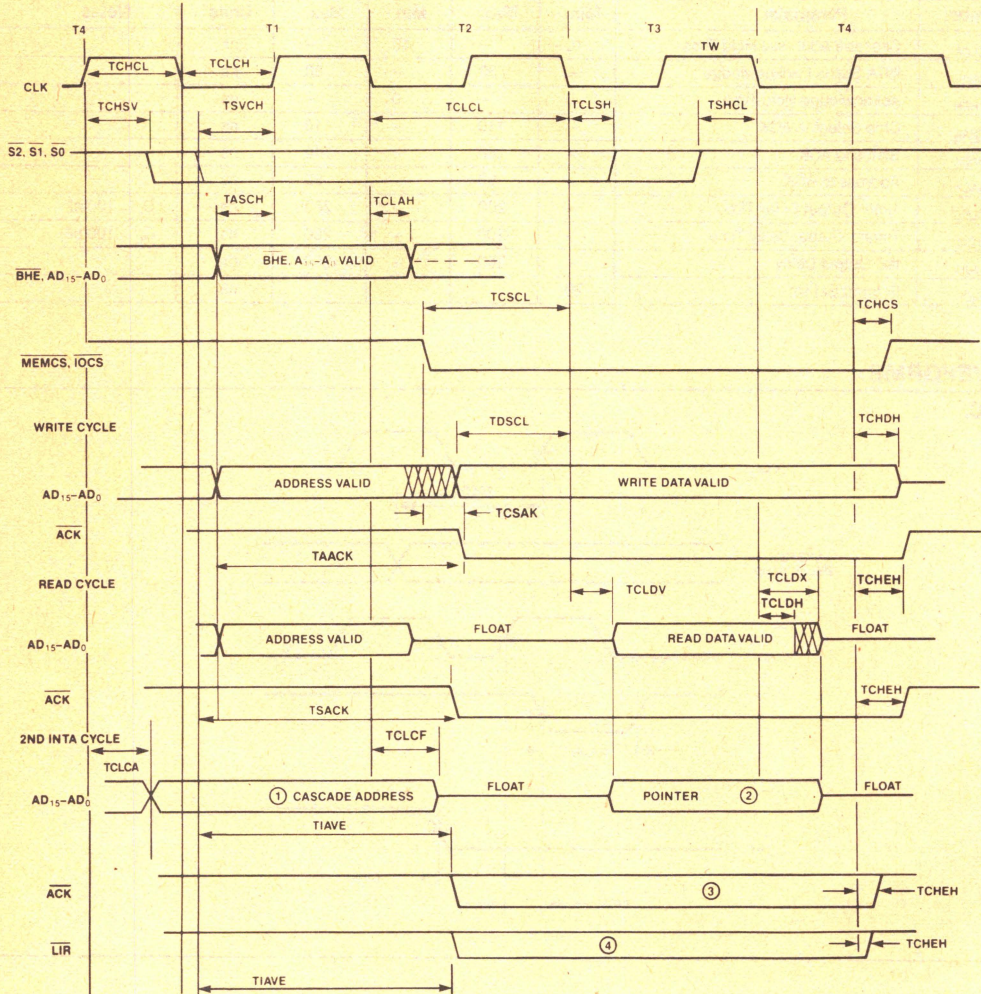 T4 T1 T2 T3 T4
TW
TCHCL TCLCH
CLK
TCHSV TSVCH TCLCL TCLSH TSHCL
S2, S1, S0
TASCH TCLAH
BHE, A15-A VALID
BHE, AD15-AD0
TCSCL TCHCS
MEMCS, IOCS
WRITE CYCLE TDSCL TCHDH
ADDRESS VALID WRITE DATA VALID
AD15-AD0
TCSAK
ACK
TAACK
READ CYCLE TCLDV TCLDX TCHEH
TCLDH
ADDRESS VALID FLOAT READ DATA VALID FLOAT
AD15-AD0
ACK TCHEH
TSACK
2ND INTA CYCLE TCLCF
TCLCA
FLOAT FLOAT
AD15-AD0 ① CASCADE ADDRESS POINTER ②
TIAVE
ACK ③ TCHEH
LIR ④ TCHEH
TIAVE